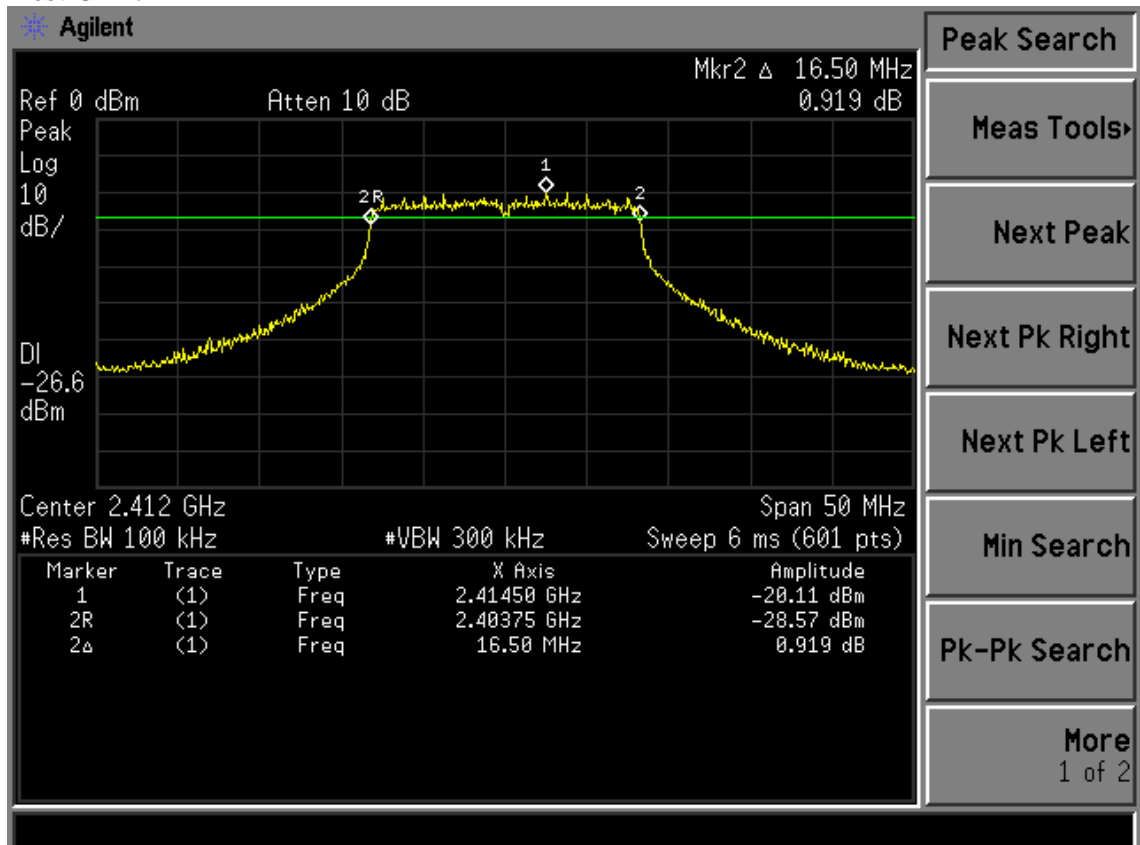 Agilent
Peak Search
Mkr2 Δ 16.50 MHz
Ref 0 dBm Atten 10 dB 0.919 dB
Peak
Log
10
dB/
1
2R
2
DI
-26.6
dBm
Center 2.412 GHz Span 50 MHz
#Res BW 100 kHz #VBW 300 kHz Sweep 6 ms (601 pts)
Marker Trace Type X Axis Amplitude
1 (1) Freq 2.41450 GHz -20.11 dBm
2R (1) Freq 2.40375 GHz -28.57 dBm
2Δ (1) Freq 16.50 MHz 0.919 dB
Meas Tools▸
Next Peak
Next Pk Right
Next Pk Left
Min Search
Pk-Pk Search
More
1 of 2